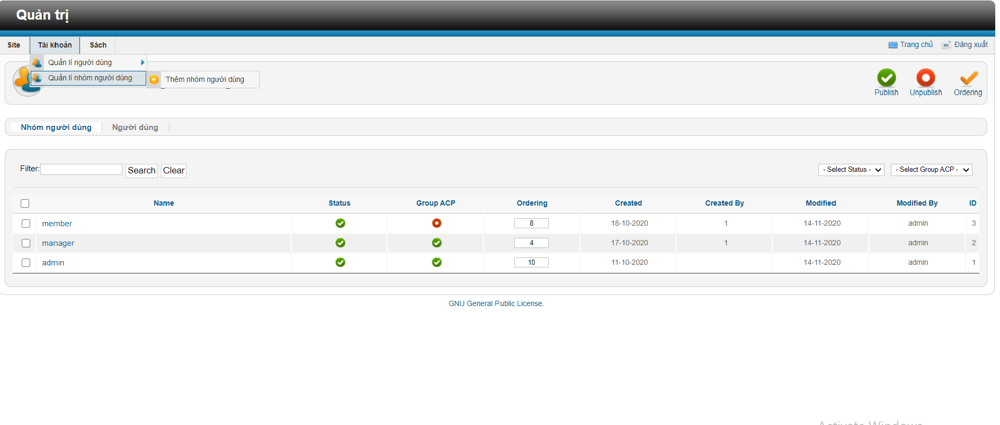 Quản trị
Site Tài khoản Sách Trang chủ Đăng xuất
Quản lí người dùng
Quản lí nhóm người dùng Thêm nhóm người dùng
Publish Unpublish Ordering
Nhóm người dùng Người dùng
Filter: Search Clear - Select Status - - Select Group ACP -
Name Status Group ACP Ordering Created Created By Modified Modified By ID
member 8 18-10-2020 1 14-11-2020 admin 3
manager 4 17-10-2020 1 14-11-2020 admin 2
admin 10 11-10-2020 14-11-2020 admin 1
GNU General Public License.
Activate Windows